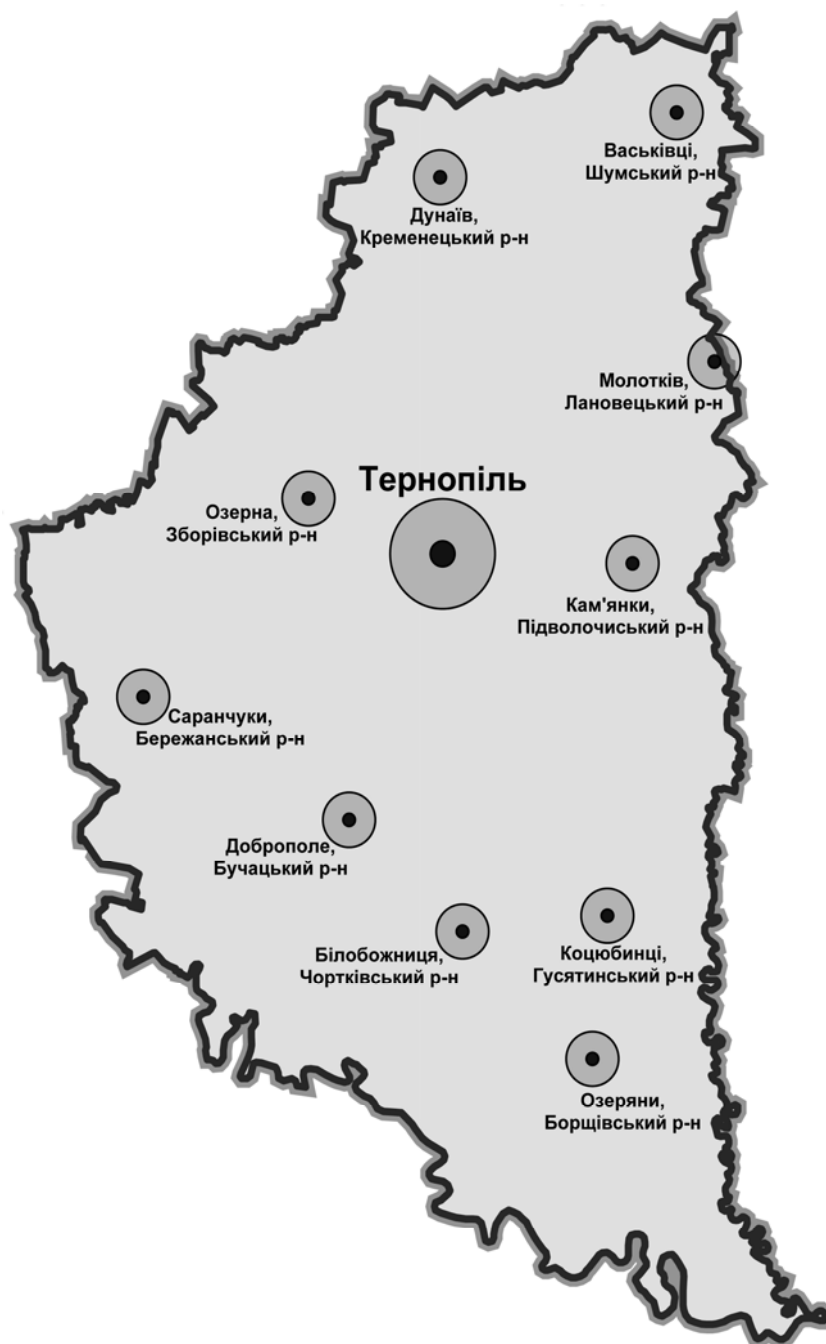 Васьківці,
Шумський р-н
Дунаїв,
Кременецький р-н
Молотків,
Лановецький р-н
Тернопіль
Озерна,
Зборівський р-н
Кам'янки,
Підволочиський р-н
Саранчуки,
Бережанський р-н
Доброполе,
Бучацький р-н
Білобожниця,
Чортківський р-н
Коцюбинці,
Гусятинський р-н
Озеряни,
Борщівський р-н